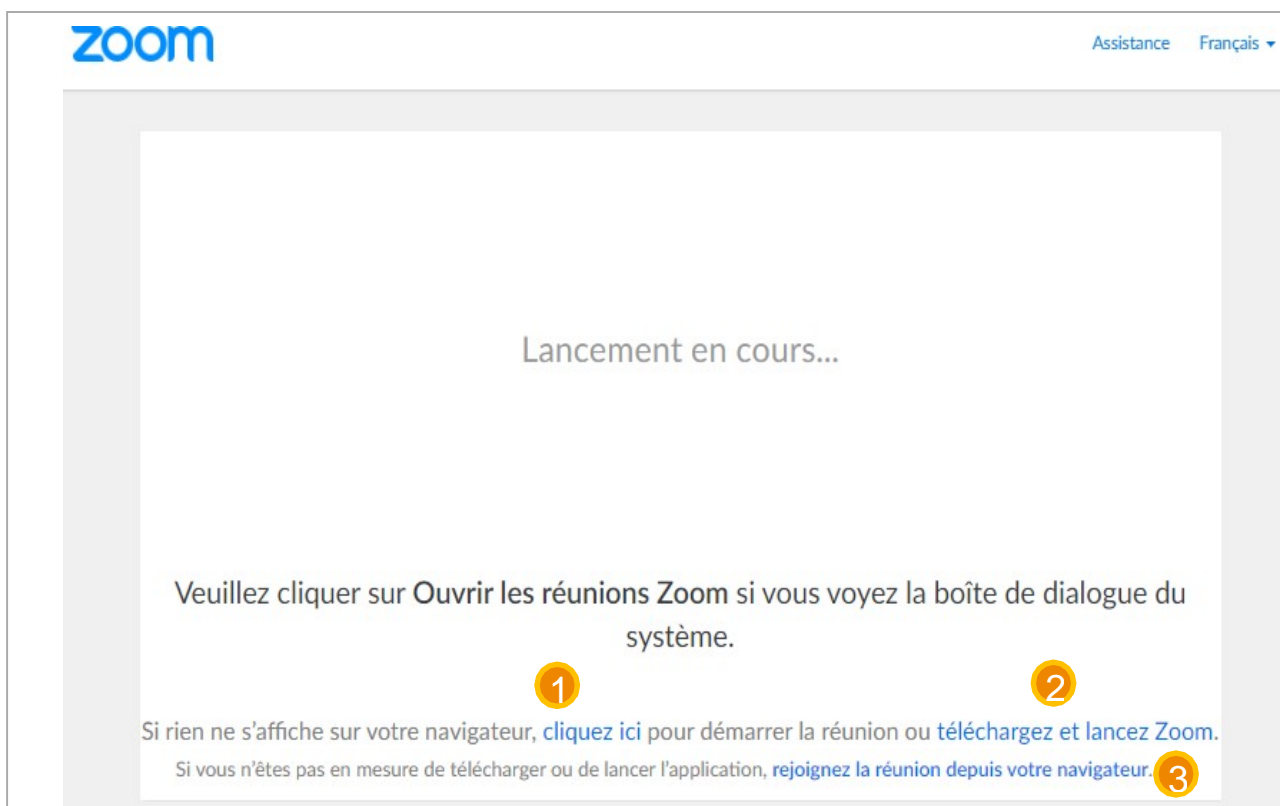 zoom
Assistance Français
Lancement en cours...
Veuillez cliquer sur Ouvrir les réunions Zoom si vous voyez la boîte de dialogue du
système.
1 2
Si rien ne s’affiche sur votre navigateur, cliquez ici pour démarrer la réunion ou téléchargez et lancez Zoom.
Si vous n’êtes pas en mesure de télécharger ou de lancer l’application, rejoignez la réunion depuis votre navigateur. 3